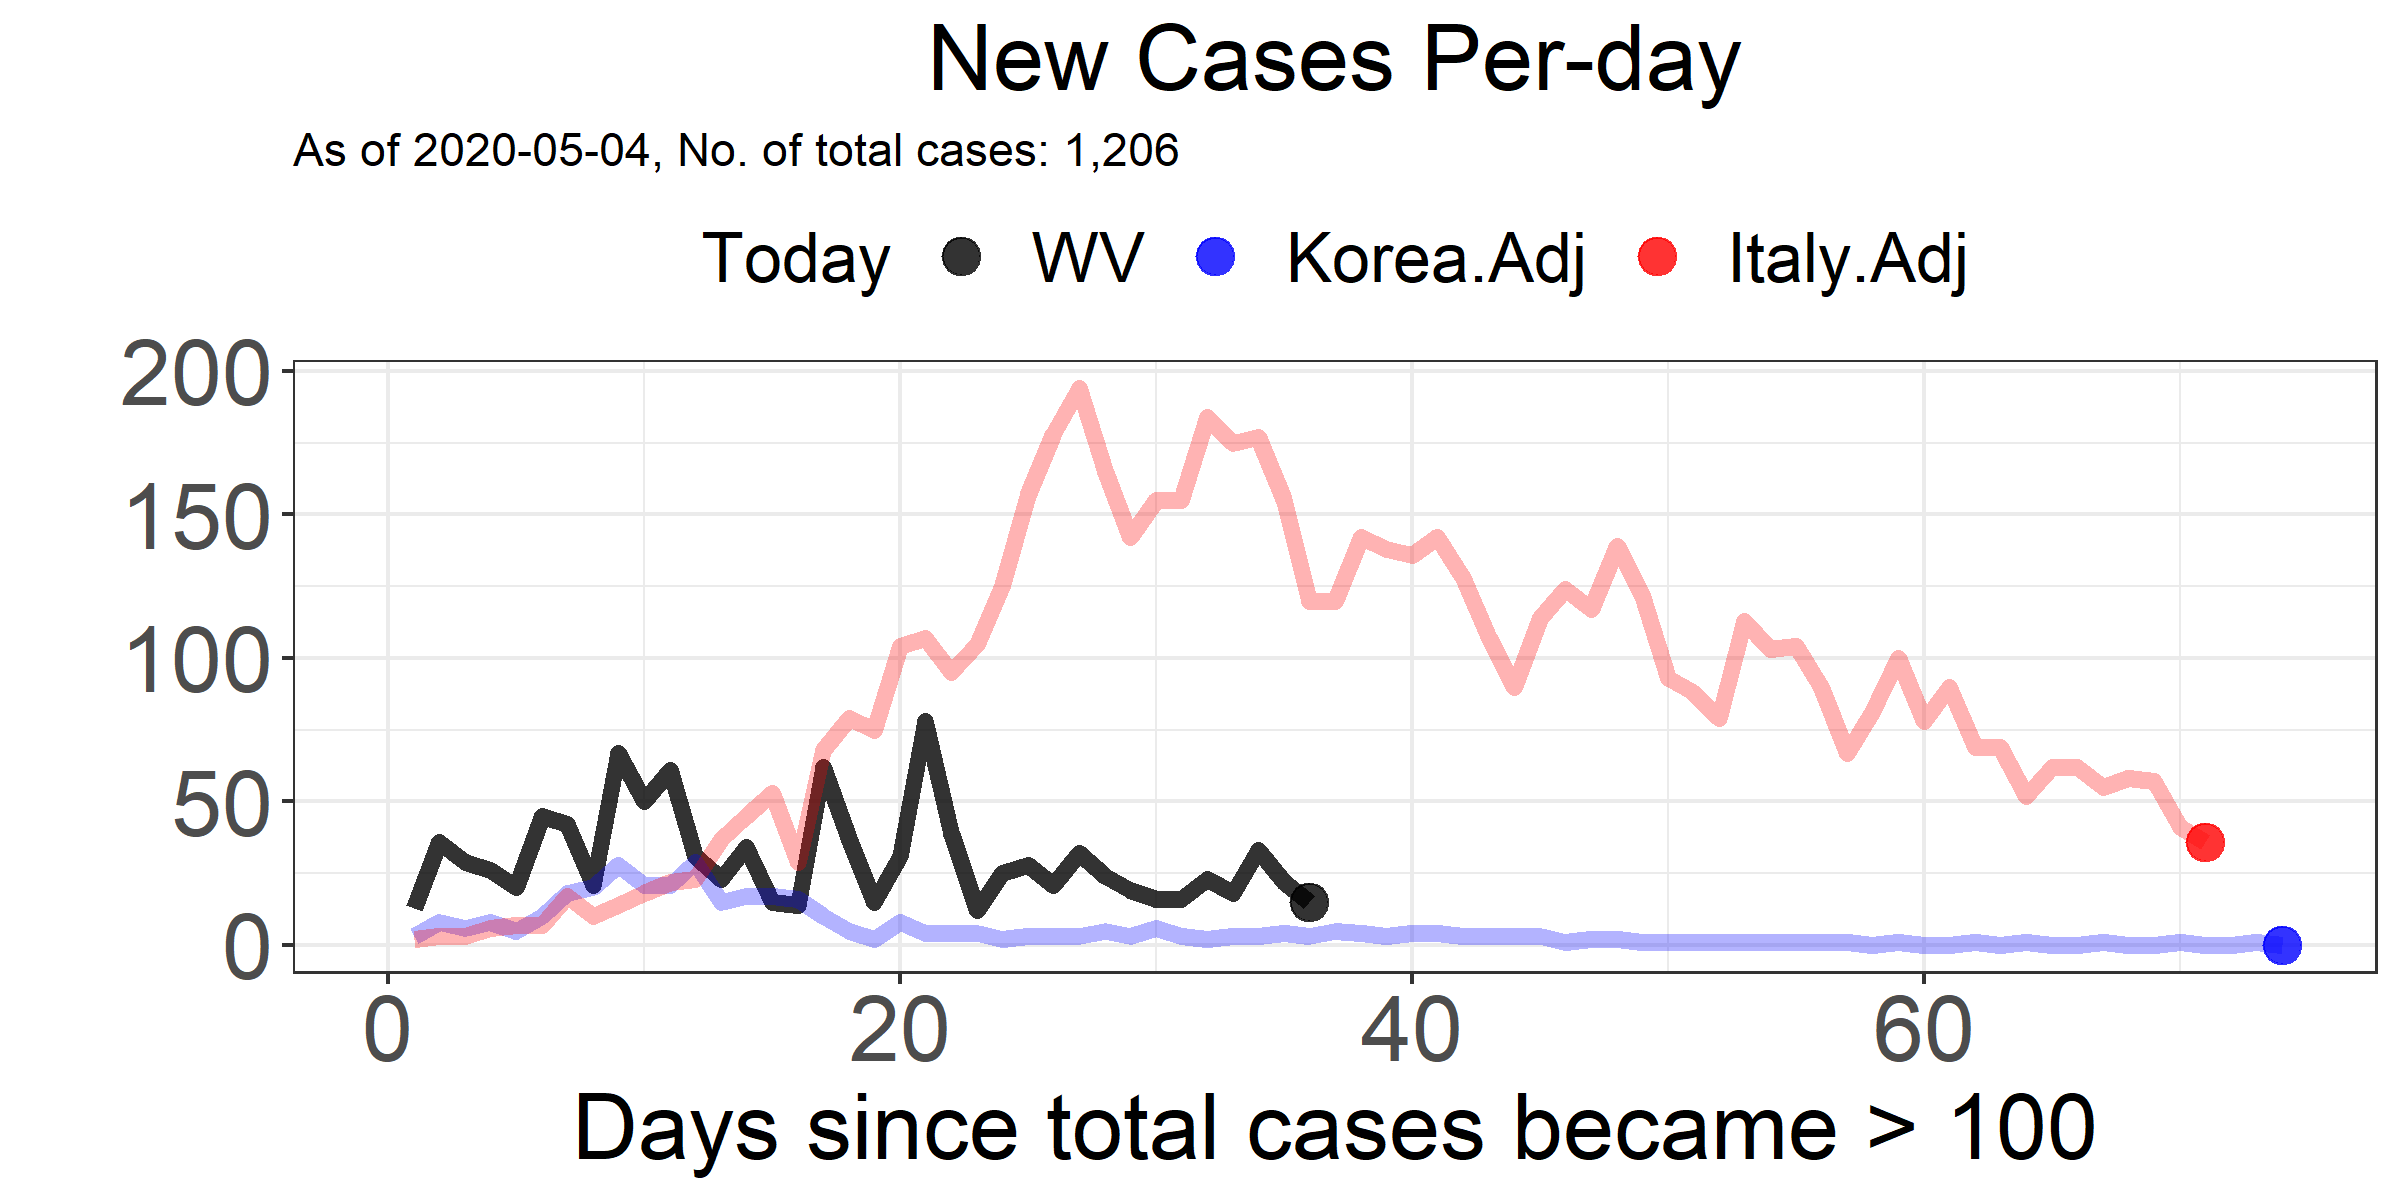 New Cases Per-day
As of 2020-05-04, No. of total cases: 1,206
Today WV Korea.Adj Italy.Adj
200
150
100
50
0
0 20 40 60
Days since total cases became > 100